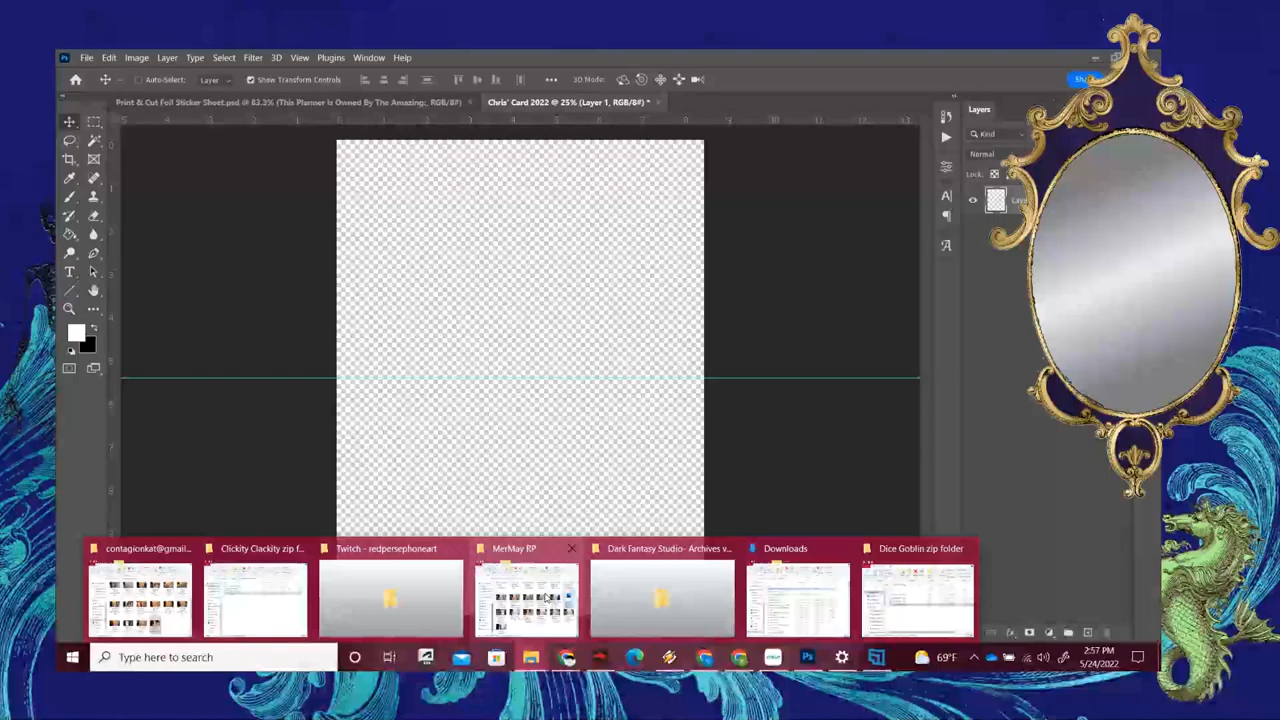 Ps File Edit Image Layer Type Select Filter 3D View Plugins Window Help
Auto-Select: Layer Show Transform Controls 3D Mode:
Print & Cut Foil Sticker Sheet.psd @ 83.3% (This Planner Is Owned By The Amazing:, RGB/8#) × Chris' Card 2022 @ 25% (Layer 1, RGB/8#) * ×
Layers
Kind
Normal
Lock:
contagionkat@gmail... Clickity Clackity zip f... Twitch - redpersephoneart MerMay RP Dark Fantasy Studio- Archives v... Downloads Dice Goblin zip folder
Type here to search
69°F
2:57 PM
5/24/2022